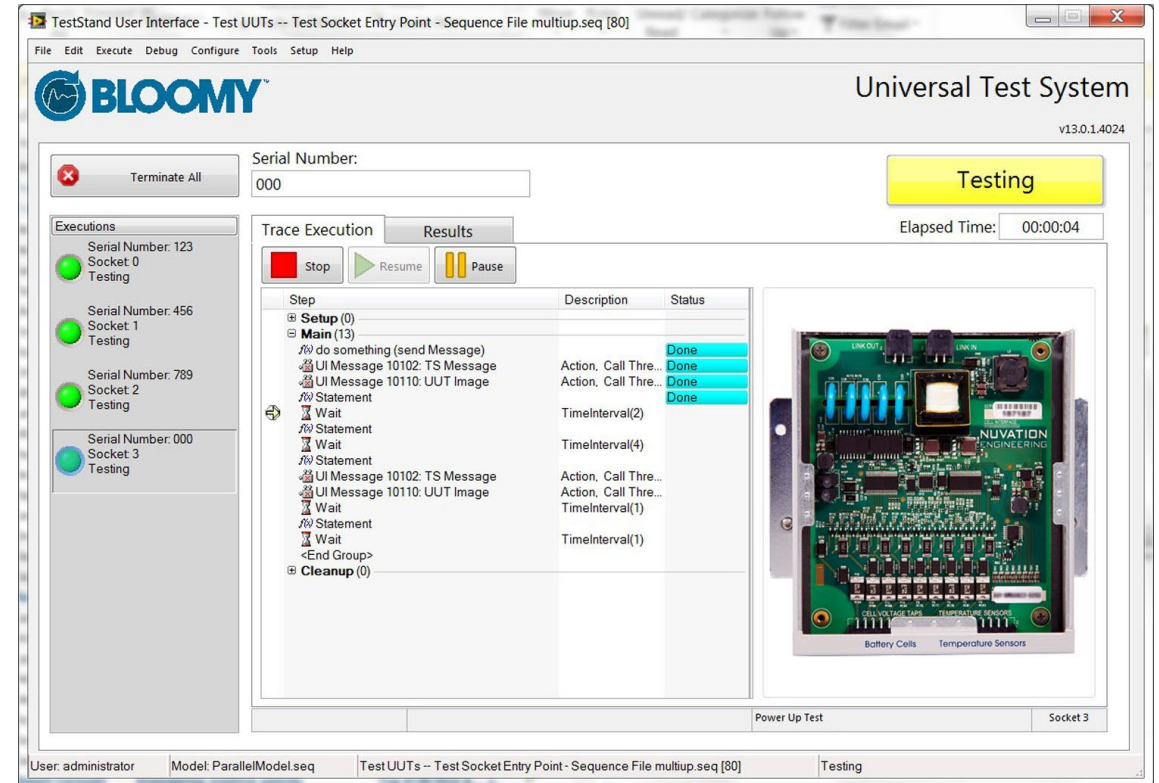 TestStand User Interface - Test UUTs -- Test Socket Entry Point - Sequence File multiup.seq [80]
File Edit Execute Debug Configure Tools Setup Help
BLOOMY
Universal Test System
v13.0.1.4024
Terminate All
Serial Number:
000
Testing
Elapsed Time: 00:00:04
Executions
Serial Number: 123
Socket: 0
Testing
Serial Number: 456
Socket: 1
Testing
Serial Number: 789
Socket: 2
Testing
Serial Number: 000
Socket: 3
Testing
Trace Execution Results
Stop Resume Pause
Step Description Status
Setup (0)
Main (13)
do something (send Message) Done
UI Message 10102: TS Message Action, Call Thre... Done
UI Message 10110: UUT Image Action, Call Thre... Done
Statement Done
Wait TimeInterval(2)
Statement
Wait TimeInterval(4)
Statement
UI Message 10102: TS Message Action, Call Thre...
UI Message 10110: UUT Image Action, Call Thre...
Wait TimeInterval(1)
Statement
Wait TimeInterval(1)
<End Group>
Cleanup (0)
LINK OUT LINK IN
NUVATION
ENGINEERING
CELL VOLTAGE TAPS TEMPERATURE SENSORS
Battery Cells Temperature Sensors
Power Up Test Socket 3
User: administrator Model: ParallelModel.seq Test UUTs -- Test Socket Entry Point - Sequence File multiup.seq [80] Testing